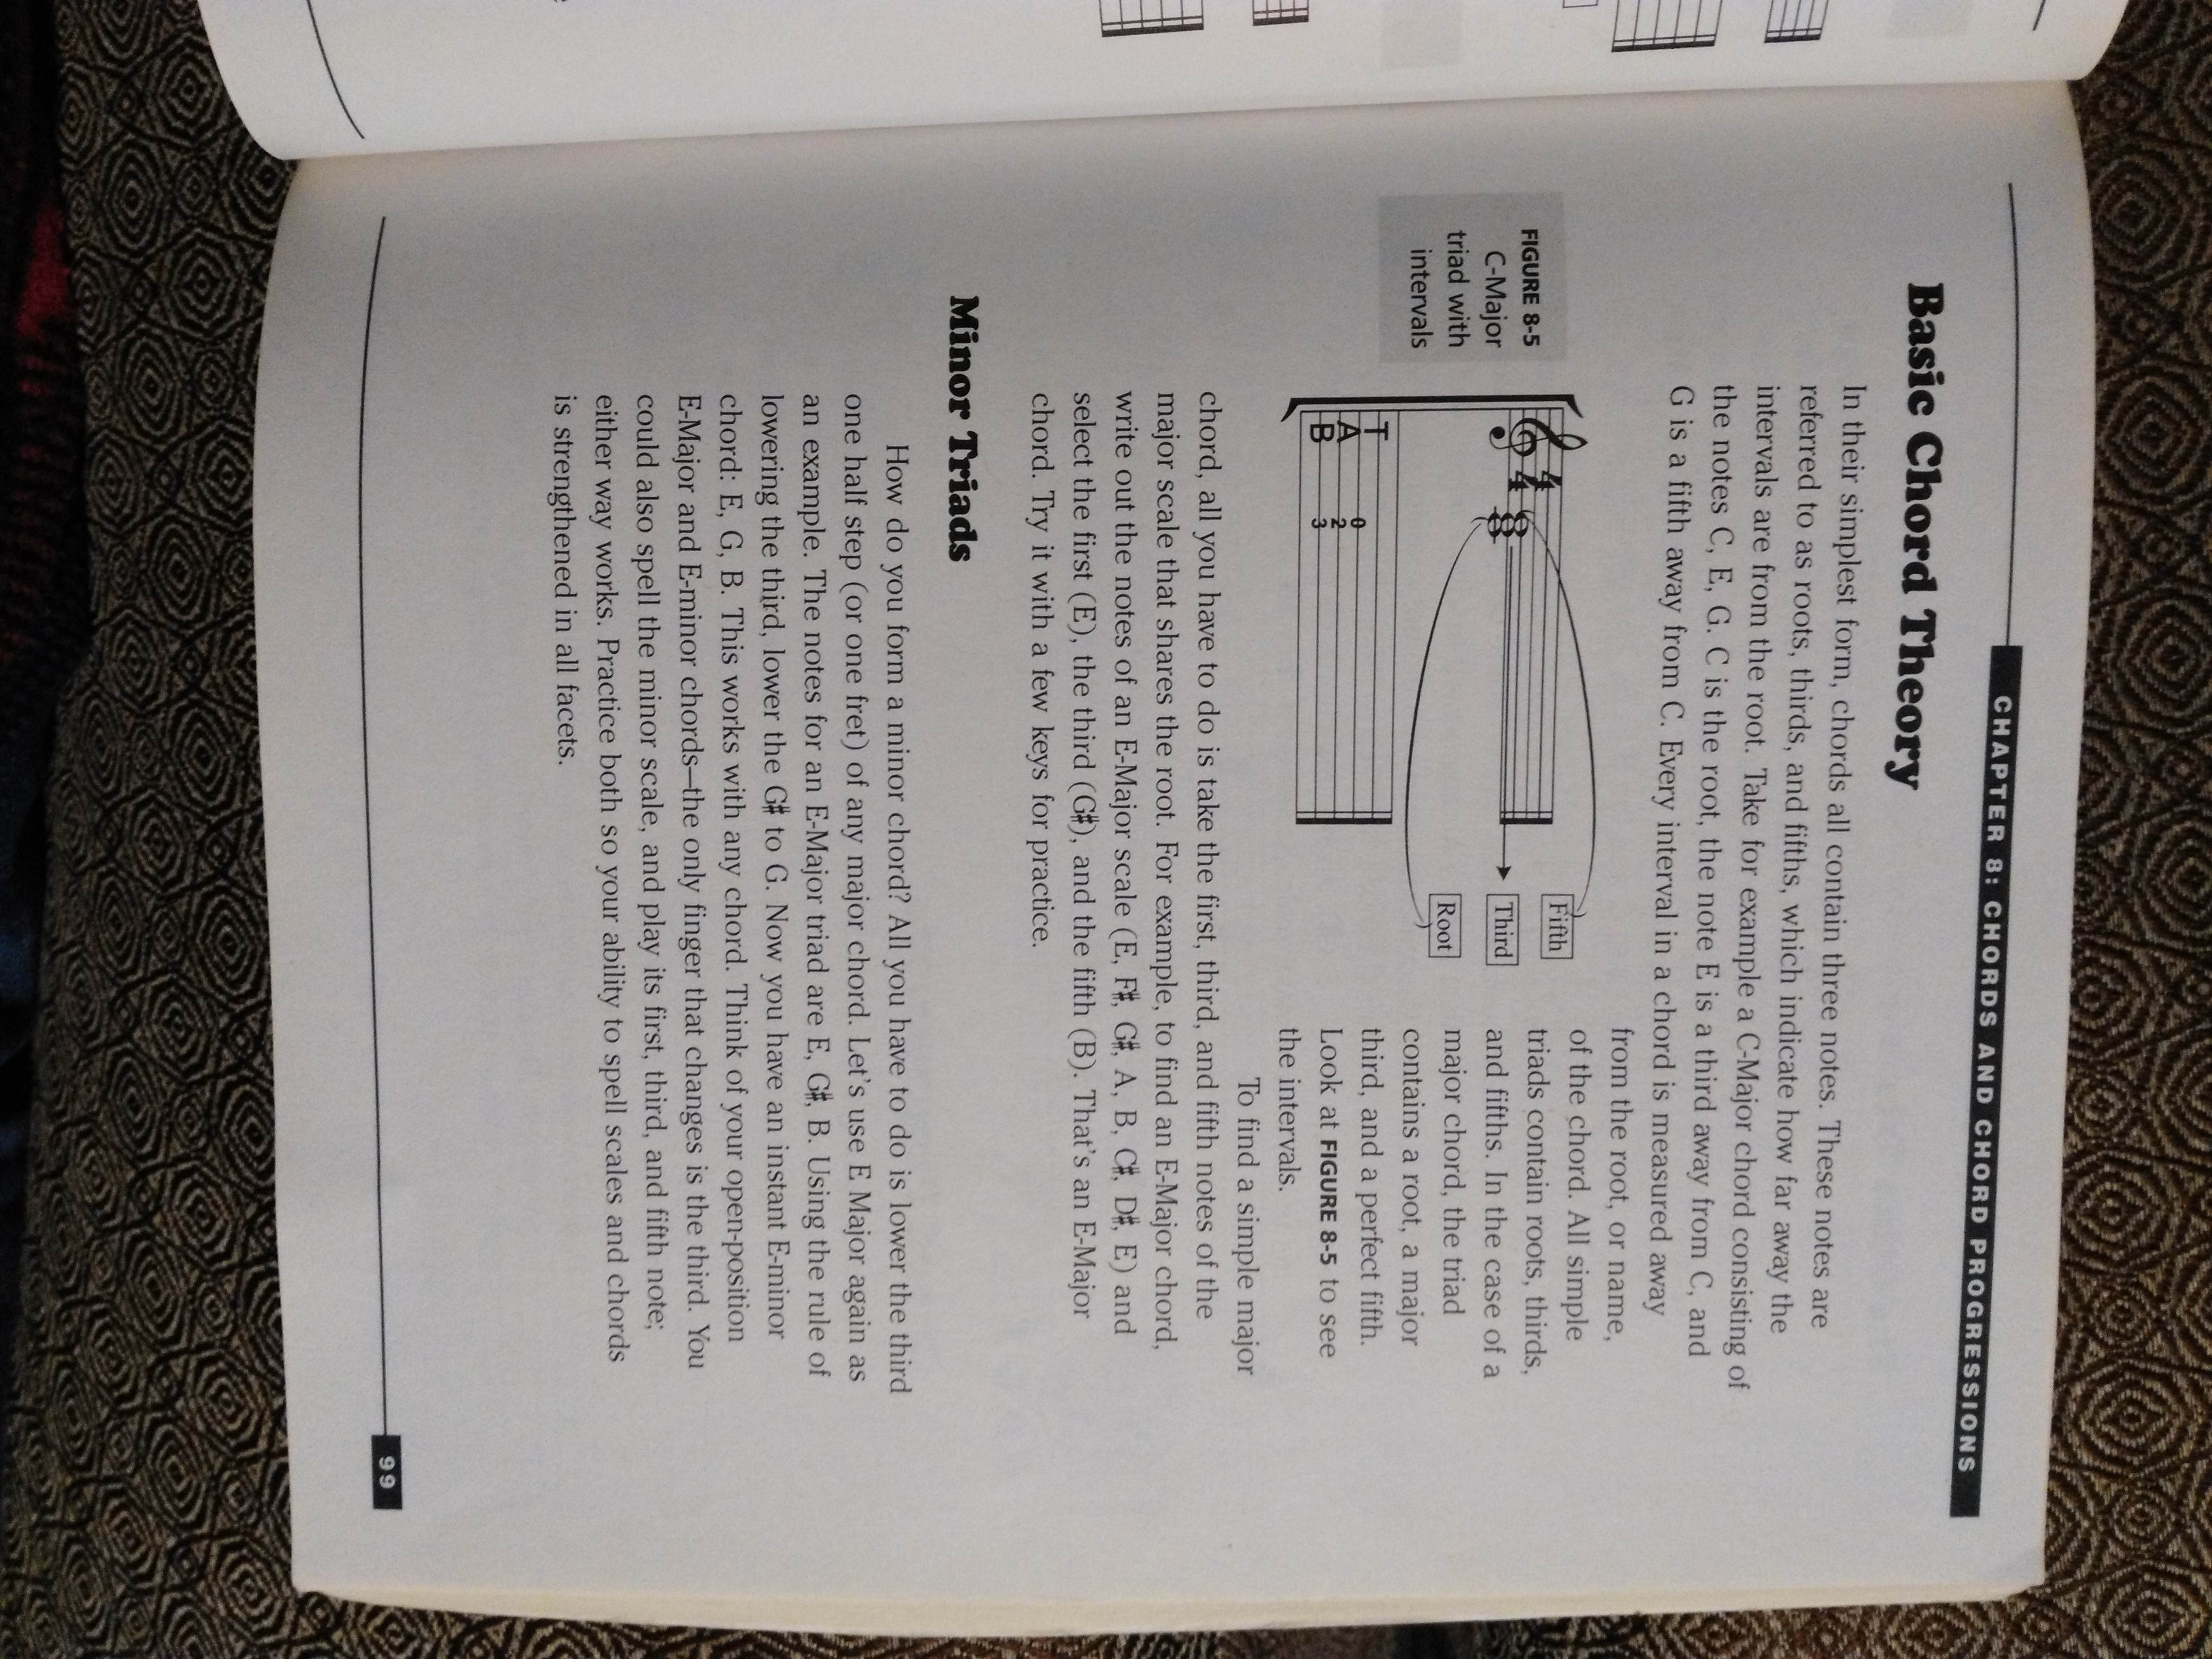 CHAPTER 8: CHORDS AND CHORD PROGRESSIONS
Basic Chord Theory
In their simplest form, chords all contain three notes. These notes are
referred to as roots, thirds, and fifths, which indicate how far away the
intervals are from the root. Take for example a C-Major chord consisting of
the notes C, E, G. C is the root, the note E is a third away from C, and
G is a fifth away from C. Every interval in a chord is measured away
from the root, or name,
of the chord. All simple
triads contain roots, thirds,
and fifths. In the case of a
major chord, the triad
contains a root, a major
third, and a perfect fifth.
Look at FIGURE 8-5 to see
the intervals.
FIGURE 8-5
C-Major
triad with
intervals
4
4
Fifth
Third
Root
T
A
B
0
2
3
To find a simple major
chord, all you have to do is take the first, third, and fifth notes of the
major scale that shares the root. For example, to find an E-Major chord,
write out the notes of an E-Major scale (E, F#, G#, A, B, C#, D#, E) and
select the first (E), the third (G#), and the fifth (B). That's an E-Major
chord. Try it with a few keys for practice.
Minor Triads
How do you form a minor chord? All you have to do is lower the third
one half step (or one fret) of any major chord. Let's use E Major again as
an example. The notes for an E-Major triad are E, G#, B. Using the rule of
lowering the third, lower the G# to G. Now you have an instant E-minor
chord: E, G, B. This works with any chord. Think of your open-position
E-Major and E-minor chords—the only finger that changes is the third. You
could also spell the minor scale, and play its first, third, and fifth note;
either way works. Practice both so your ability to spell scales and chords
is strengthened in all facets.
99